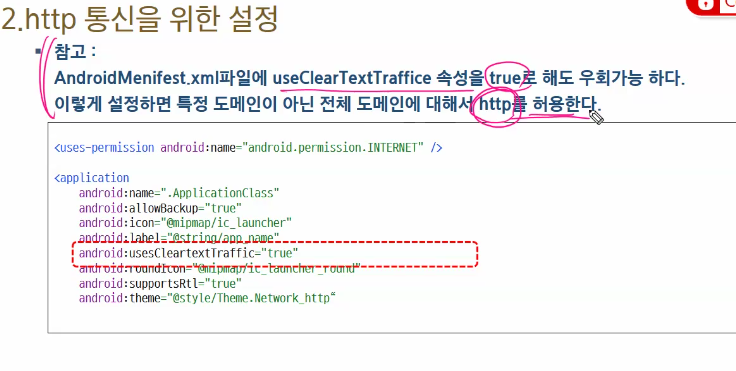 2.http 통신을 위한 설정
참고 :
AndroidMenifest.xml파일에 useClearTextTraffice 속성을 true로 해도 우회가능 하다.
이렇게 설정하면 특정 도메인이 아닌 전체 도메인에 대해서 http를 허용한다.
<uses-permission android:name="android.permission.INTERNET" />
<application
android:name=".ApplicationClass"
android:allowBackup="true"
android:icon="@mipmap/ic_launcher"
android:label="@string/app_name"
android:usesCleartextTraffic="true"
android:roundIcon="@mipmap/ic_launcher_round"
android:supportsRtl="true"
android:theme="@style/Theme.Network_http“